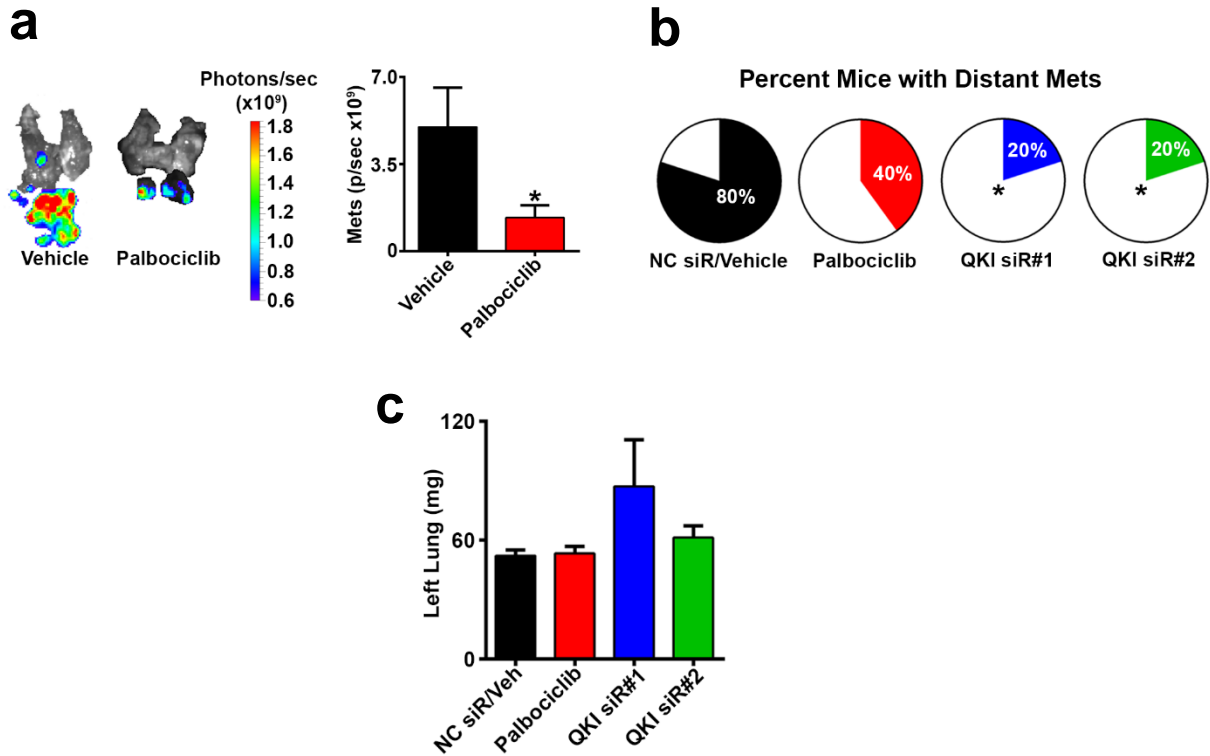 a
Photons/sec
(x10⁹)
1.8
1.6
1.4
1.2
1.0
0.8
0.6
Vehicle
Palbociclib
Mets (p/sec x10⁹)
7.0
3.5
0
*
Vehicle
Palbociclib
b
Percent Mice with Distant Mets
80%
40%
20%
*
20%
*
NC siR/Vehicle
Palbociclib
QKI siR#1
QKI siR#2
c
Left Lung (mg)
120
60
0
NC siR/Veh
Palbociclib
QKI siR#1
QKI siR#2